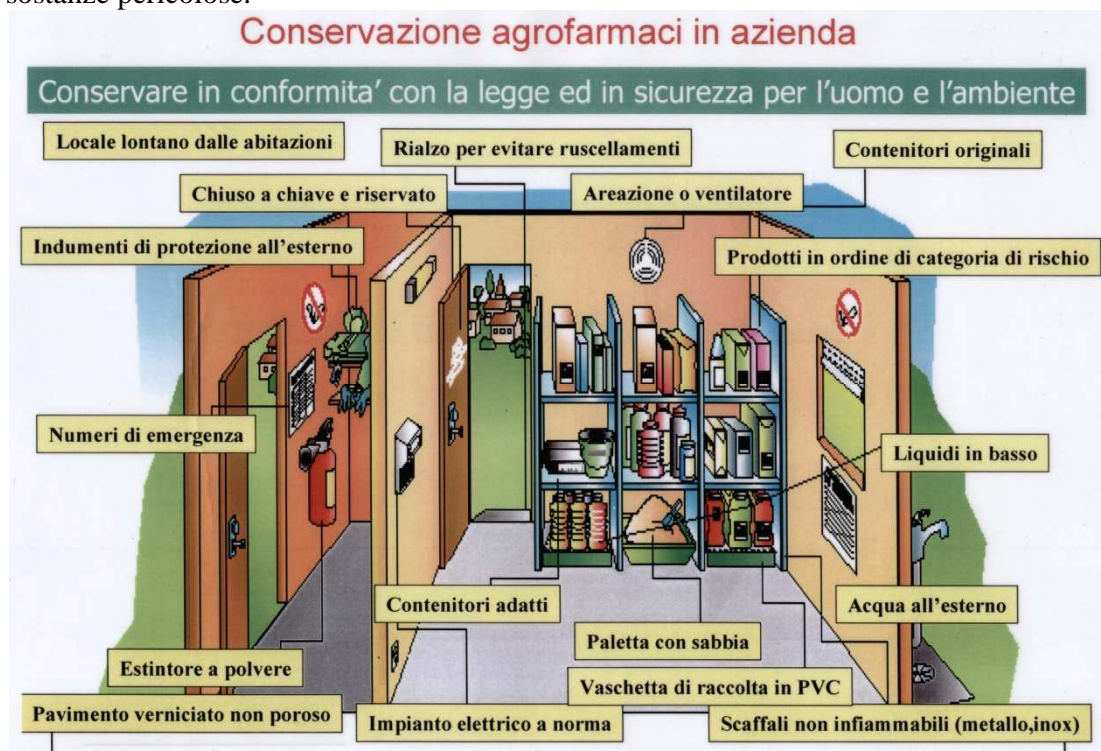 sostanze pericolose.
Conservazione agrofarmaci in azienda
Conservare in conformita’ con la legge ed in sicurezza per l’uomo e l’ambiente
Locale lontano dalle abitazioni
Rialzo per evitare ruscellamenti
Contenitori originali
Chiuso a chiave e riservato
Areazione o ventilatore
Indumenti di protezione all’esterno
Prodotti in ordine di categoria di rischio
Numeri di emergenza
Liquidi in basso
Contenitori adatti
Acqua all’esterno
Paletta con sabbia
Estintore a polvere
Vaschetta di raccolta in PVC
Pavimento verniciato non poroso
Impianto elettrico a norma
Scaffali non infiammabili (metallo,inox)